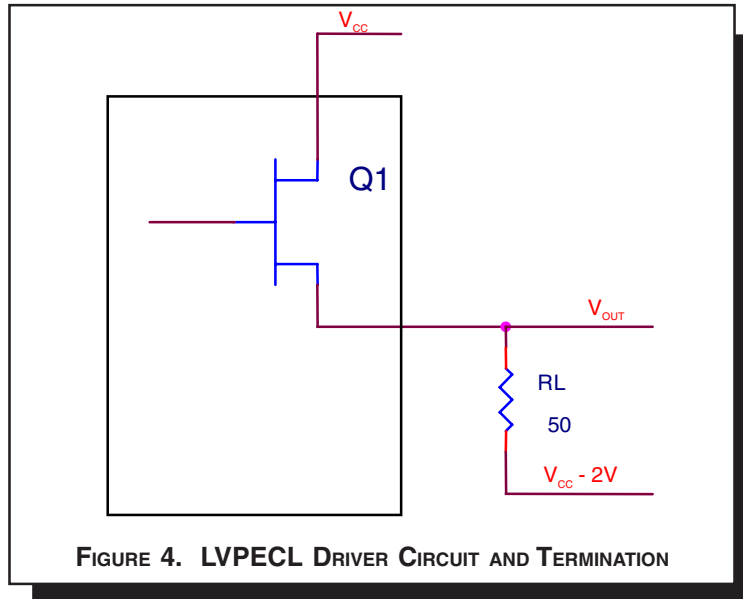 VCC
Q1
VOUT
RL
50
VCC - 2V
FIGURE 4. LVPECL DRIVER CIRCUIT AND TERMINATION